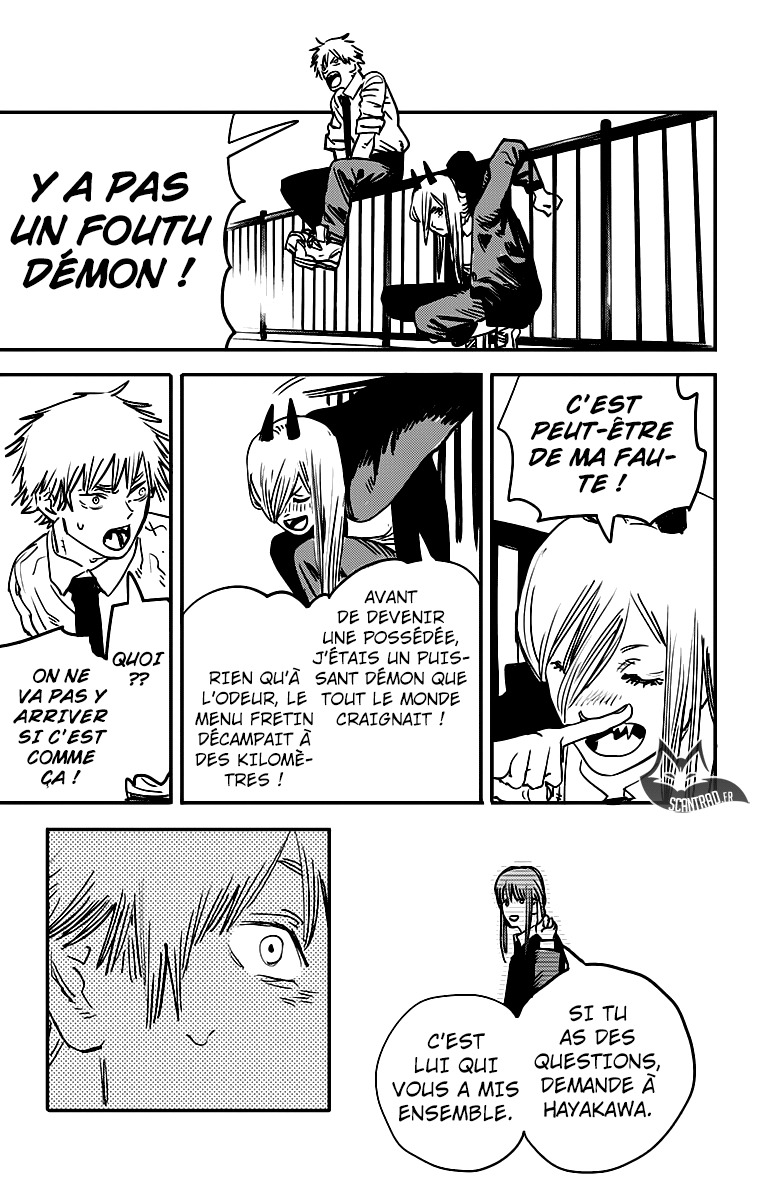 Y A PAS
UN FOUTU
DÉMON !
C'EST
PEUT-ÊTRE
DE MA FAU-
TE !
AVANT
DE DEVENIR
UNE POSSÉDÉE,
J'ÉTAIS UN PUIS-
SANT DÉMON QUE
TOUT LE MONDE
CRAIGNAIT !
RIEN QU'À
L'ODEUR, LE
MENU FRETIN
DÉCAMPAIT À
DES KILOMÈ-
TRES !
QUOI
??
ON NE
VA PAS Y
ARRIVER
SI C'EST
COMME
ÇA !
SCANTRAD.FR
SI TU
AS DES
QUESTIONS,
DEMANDE À
HAYAKAWA.
C'EST
LUI QUI
VOUS A MIS
ENSEMBLE.